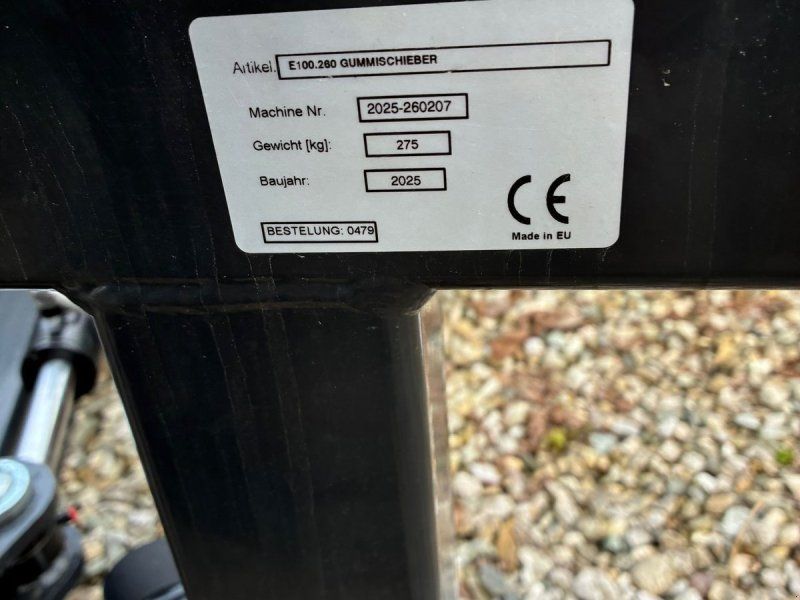 Artikel. E100.260 GUMMISCHIEBER
Machine Nr. 2025-260207
Gewicht [kg]: 275
Baujahr: 2025
BESTELUNG: 0479
CE
Made in EU